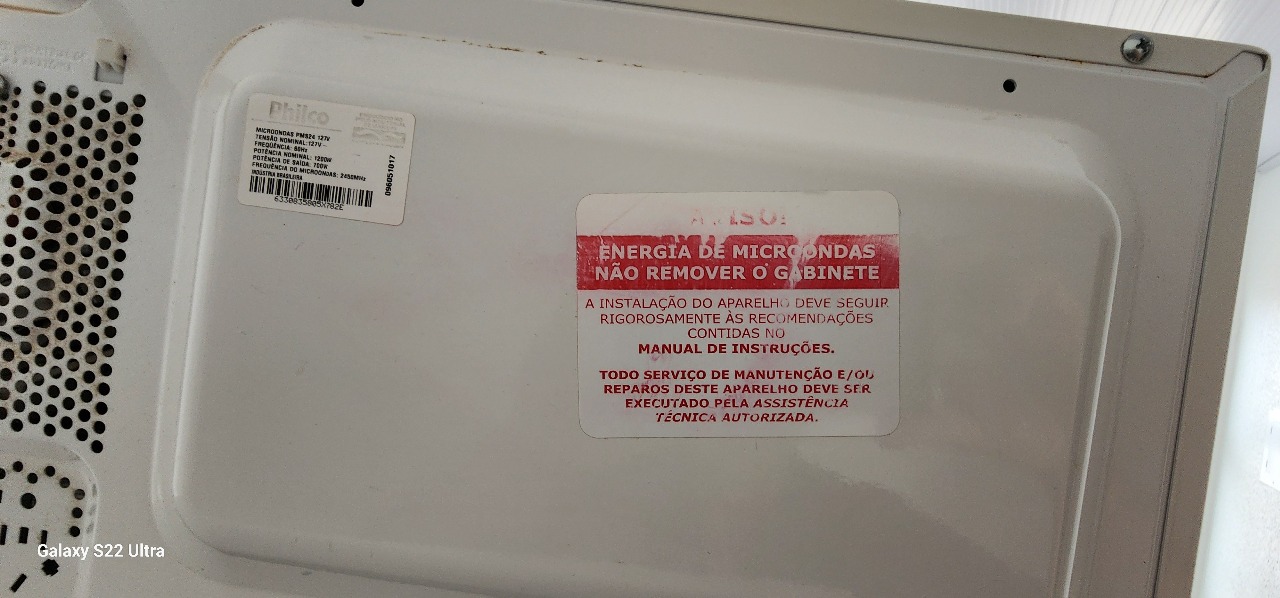 Philco
MICROONDAS PMS24 127V
TENSÃO NOMINAL:127V~
FREQÜÊNCIA: 60Hz
POTÊNCIA NOMINAL: 1200W
POTÊNCIA DE SAÍDA: 700W
FREQUÊNCIA DO MICROONDAS: 2450MHz
INDÚSTRIA BRASILEIRA
096051017
AVISO!
ENERGIA DE MICROONDAS
NÃO REMOVER O GABINETE
A INSTALAÇÃO DO APARELHO DEVE SEGUIR
RIGOROSAMENTE ÀS RECOMENDAÇÕES
CONTIDAS NO
MANUAL DE INSTRUÇÕES.
TODO SERVIÇO DE MANUTENÇÃO E/OU
REPAROS DESTE APARELHO DEVE SER
EXECUTADO PELA ASSISTÊNCIA
TÉCNICA AUTORIZADA.
Galaxy S22 Ultra